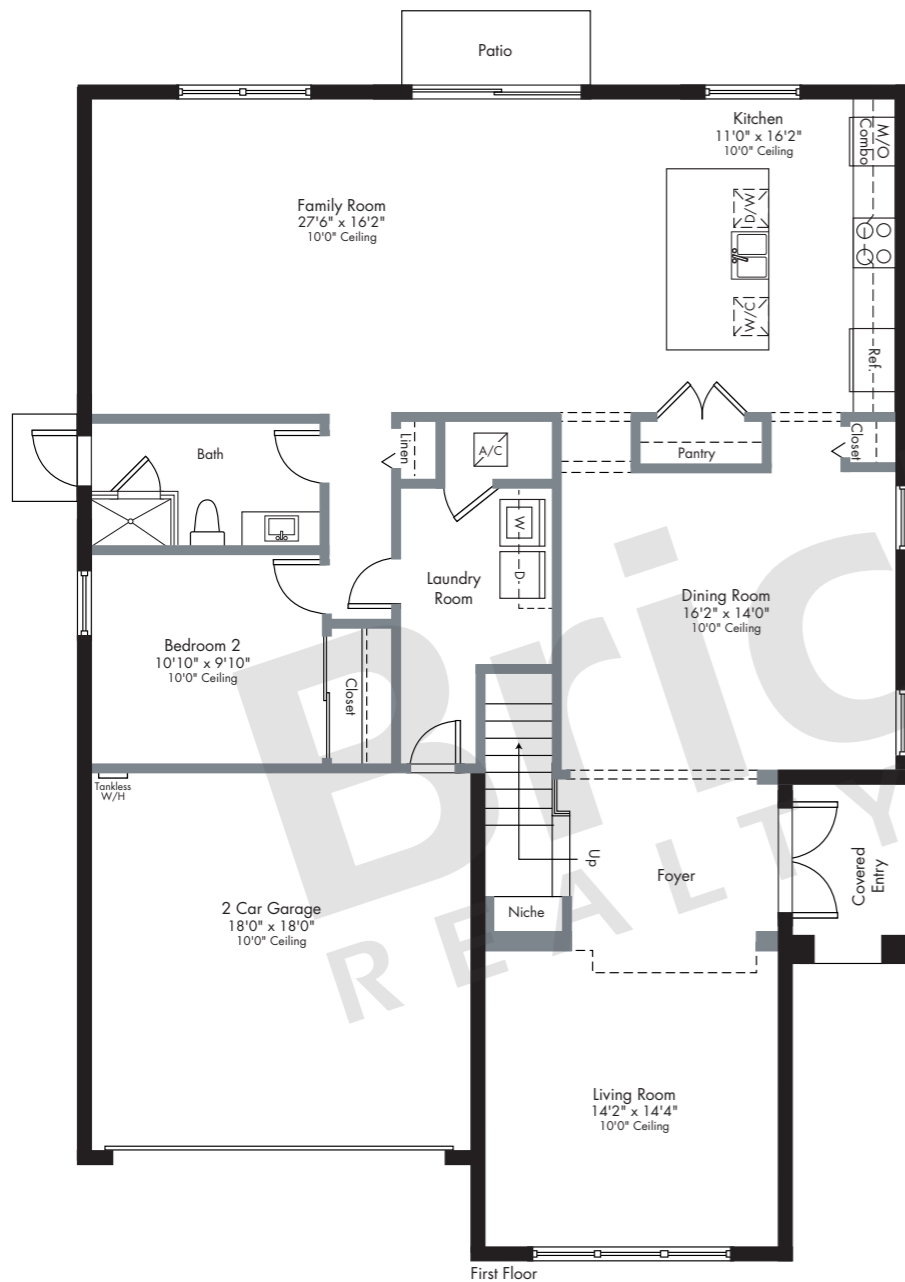 Patio
Kitchen
11'0" x 16'2"
10'0" Ceiling
M/O
Combo
Family Room
27'6" x 16'2"
10'0" Ceiling
D/W
W/C
Ref.
Bath
Linen
A/C
Pantry
Closet
W
D
Laundry
Room
Dining Room
16'2" x 14'0"
10'0" Ceiling
Bedroom 2
10'10" x 9'10"
10'0" Ceiling
Closet
Tankless
W/H
Up
Foyer
Covered
Entry
2 Car Garage
18'0" x 18'0"
10'0" Ceiling
Niche
Living Room
14'2" x 14'4"
10'0" Ceiling
First Floor
Bric
REALTY